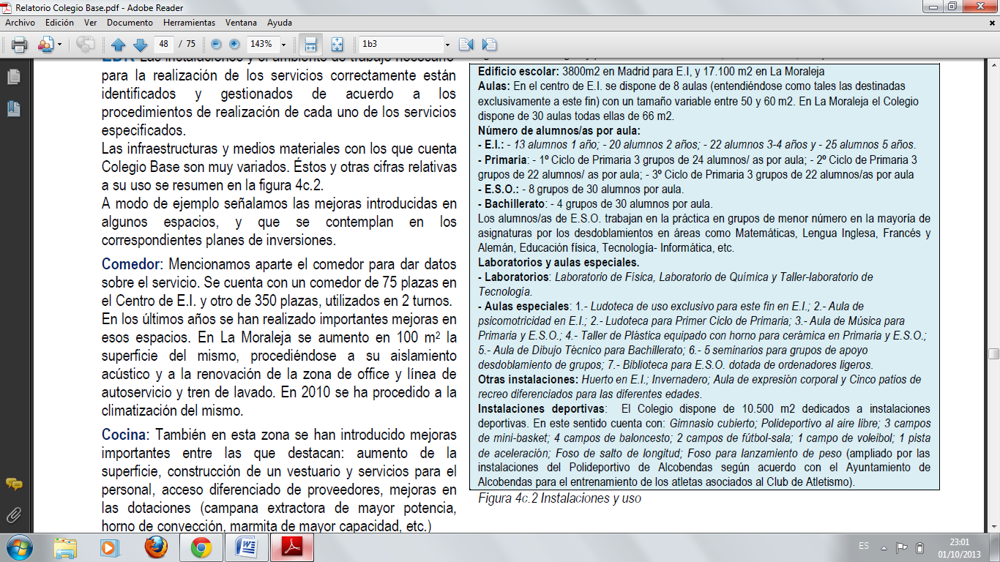 Relatorio Colegio Base.pdf - Adobe Reader
Archivo Edición Ver Documento Herramientas Ventana Ayuda
48 / 75 143% 1b3
para la realización de los servicios correctamente están
identificados y gestionados de acuerdo a los
procedimientos de realización de cada uno de los servicios
especificados.
Las infraestructuras y medios materiales con los que cuenta
Colegio Base son muy variados. Éstos y otras cifras relativas
a su uso se resumen en la figura 4c.2.
A modo de ejemplo señalamos las mejoras introducidas en
algunos espacios, y que se contemplan en los
correspondientes planes de inversiones.
Comedor: Mencionamos aparte el comedor para dar datos
sobre el servicio. Se cuenta con un comedor de 75 plazas en
el Centro de E.I. y otro de 350 plazas, utilizados en 2 turnos.
En los últimos años se han realizado importantes mejoras en
esos espacios. En La Moraleja se aumento en 100 m2 la
superficie del mismo, procediéndose a su aislamiento
acústico y a la renovación de la zona de office y línea de
autoservicio y tren de lavado. En 2010 se ha procedido a la
climatización del mismo.
Cocina: También en esta zona se han introducido mejoras
importantes entre las que destacan: aumento de la
superficie, construcción de un vestuario y servicios para el
personal, acceso diferenciado de proveedores, mejoras en
las dotaciones (campana extractora de mayor potencia,
horno de convección, marmita de mayor capacidad, etc.)
Edificio escolar: 3800m2 en Madrid para E.I, y 17.100 m2 en La Moraleja
Aulas: En el centro de E.I. se dispone de 8 aulas (entendiéndose como tales las destinadas
exclusivamente a este fin) con un tamaño variable entre 50 y 60 m2. En La Moraleja el Colegio
dispone de 30 aulas todas ellas de 66 m2.
Número de alumnos/as por aula:
- E.I.: - 13 alumnos 1 año; - 20 alumnos 2 años; - 22 alumnos 3-4 años y - 25 alumnos 5 años.
- Primaria: - 1º Ciclo de Primaria 3 grupos de 24 alumnos/ as por aula; - 2º Ciclo de Primaria 3
grupos de 22 alumnos/ as por aula; - 3º Ciclo de Primaria 3 grupos de 22 alumnos/as por aula
- E.S.O.: - 8 grupos de 30 alumnos por aula.
- Bachillerato: - 4 grupos de 30 alumnos por aula.
Los alumnos/as de E.S.O. trabajan en la práctica en grupos de menor número en la mayoría de
asignaturas por los desdoblamientos en áreas como Matemáticas, Lengua Inglesa, Francés y
Alemán, Educación física, Tecnología- Informática, etc.
Laboratorios y aulas especiales.
- Laboratorios: Laboratorio de Física, Laboratorio de Química y Taller-laboratorio de
Tecnología.
- Aulas especiales: 1.- Ludoteca de uso exclusivo para este fin en E.I.; 2.- Aula de
psicomotricidad en E.I.; 2.- Ludoteca para Primer Ciclo de Primaria; 3.- Aula de Música para
Primaria y E.S.O.; 4.- Taller de Plástica equipado con horno para cerámica en Primaria y E.S.O.;
5.- Aula de Dibujo Técnico para Bachillerato; 6.- 5 seminarios para grupos de apoyo
desdoblamiento de grupos; 7.- Biblioteca para E.S.O. dotada de ordenadores ligeros.
Otras instalaciones: Huerto en E.I.; Invernadero; Aula de expresión corporal y Cinco patios de
recreo diferenciados para las diferentes edades.
Instalaciones deportivas: El Colegio dispone de 10.500 m2 dedicados a instalaciones
deportivas. En este sentido cuenta con: Gimnasio cubierto; Polideportivo al aire libre; 3 campos
de mini-basket; 4 campos de baloncesto; 2 campos de fútbol-sala; 1 campo de voleibol; 1 pista
de aceleración; Foso de salto de longitud; Foso para lanzamiento de peso (ampliado por las
instalaciones del Polideportivo de Alcobendas según acuerdo con el Ayuntamiento de
Alcobendas para el entrenamiento de los atletas asociados al Club de Atletismo).
Figura 4c.2 Instalaciones y uso
ES 23:01
01/10/2013